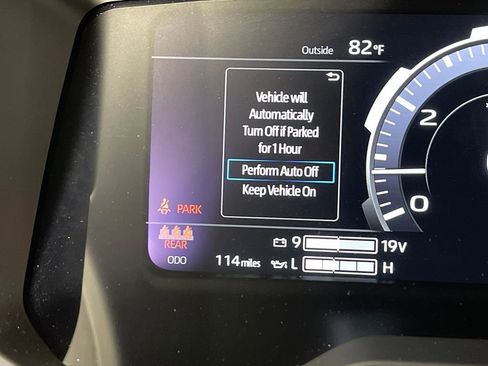 Outside 82°F
Vehicle will
Automatically
Turn Off if Parked
for 1 Hour
Perform Auto Off
Keep Vehicle On
2
0
PARK
REAR
9 19V
ODO 114 miles L H